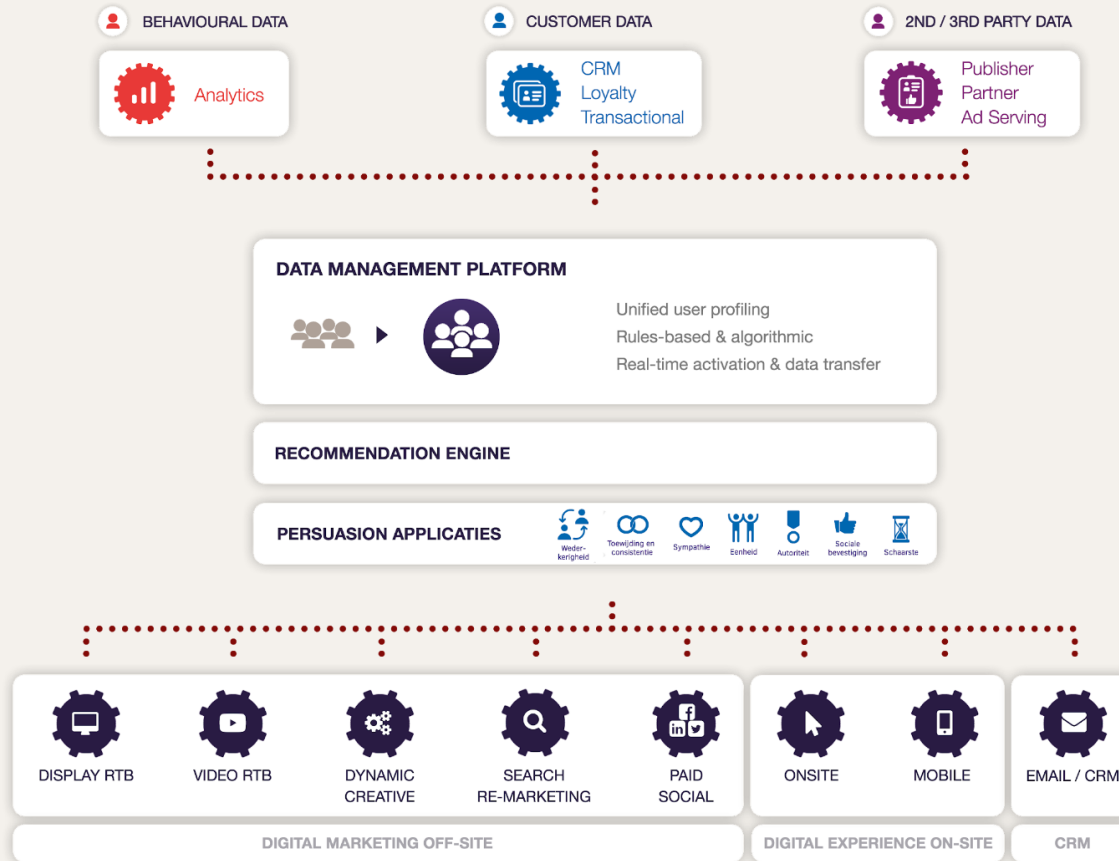 BEHAVIOURAL DATA
CUSTOMER DATA
2ND / 3RD PARTY DATA
Analytics
CRM
Loyalty
Transactional
Publisher
Partner
Ad Serving
DATA MANAGEMENT PLATFORM
Unified user profiling
Rules-based & algorithmic
Real-time activation & data transfer
RECOMMENDATION ENGINE
PERSUASION APPLICATIES
Weder-
kerigheid
Toewijding en
consistentie
Sympathie
Eenheid
Autoriteit
Sociale
bevestiging
Schaarste
DISPLAY RTB
VIDEO RTB
DYNAMIC
CREATIVE
SEARCH
RE-MARKETING
PAID
SOCIAL
ONSITE
MOBILE
EMAIL / CRM
DIGITAL MARKETING OFF-SITE
DIGITAL EXPERIENCE ON-SITE
CRM